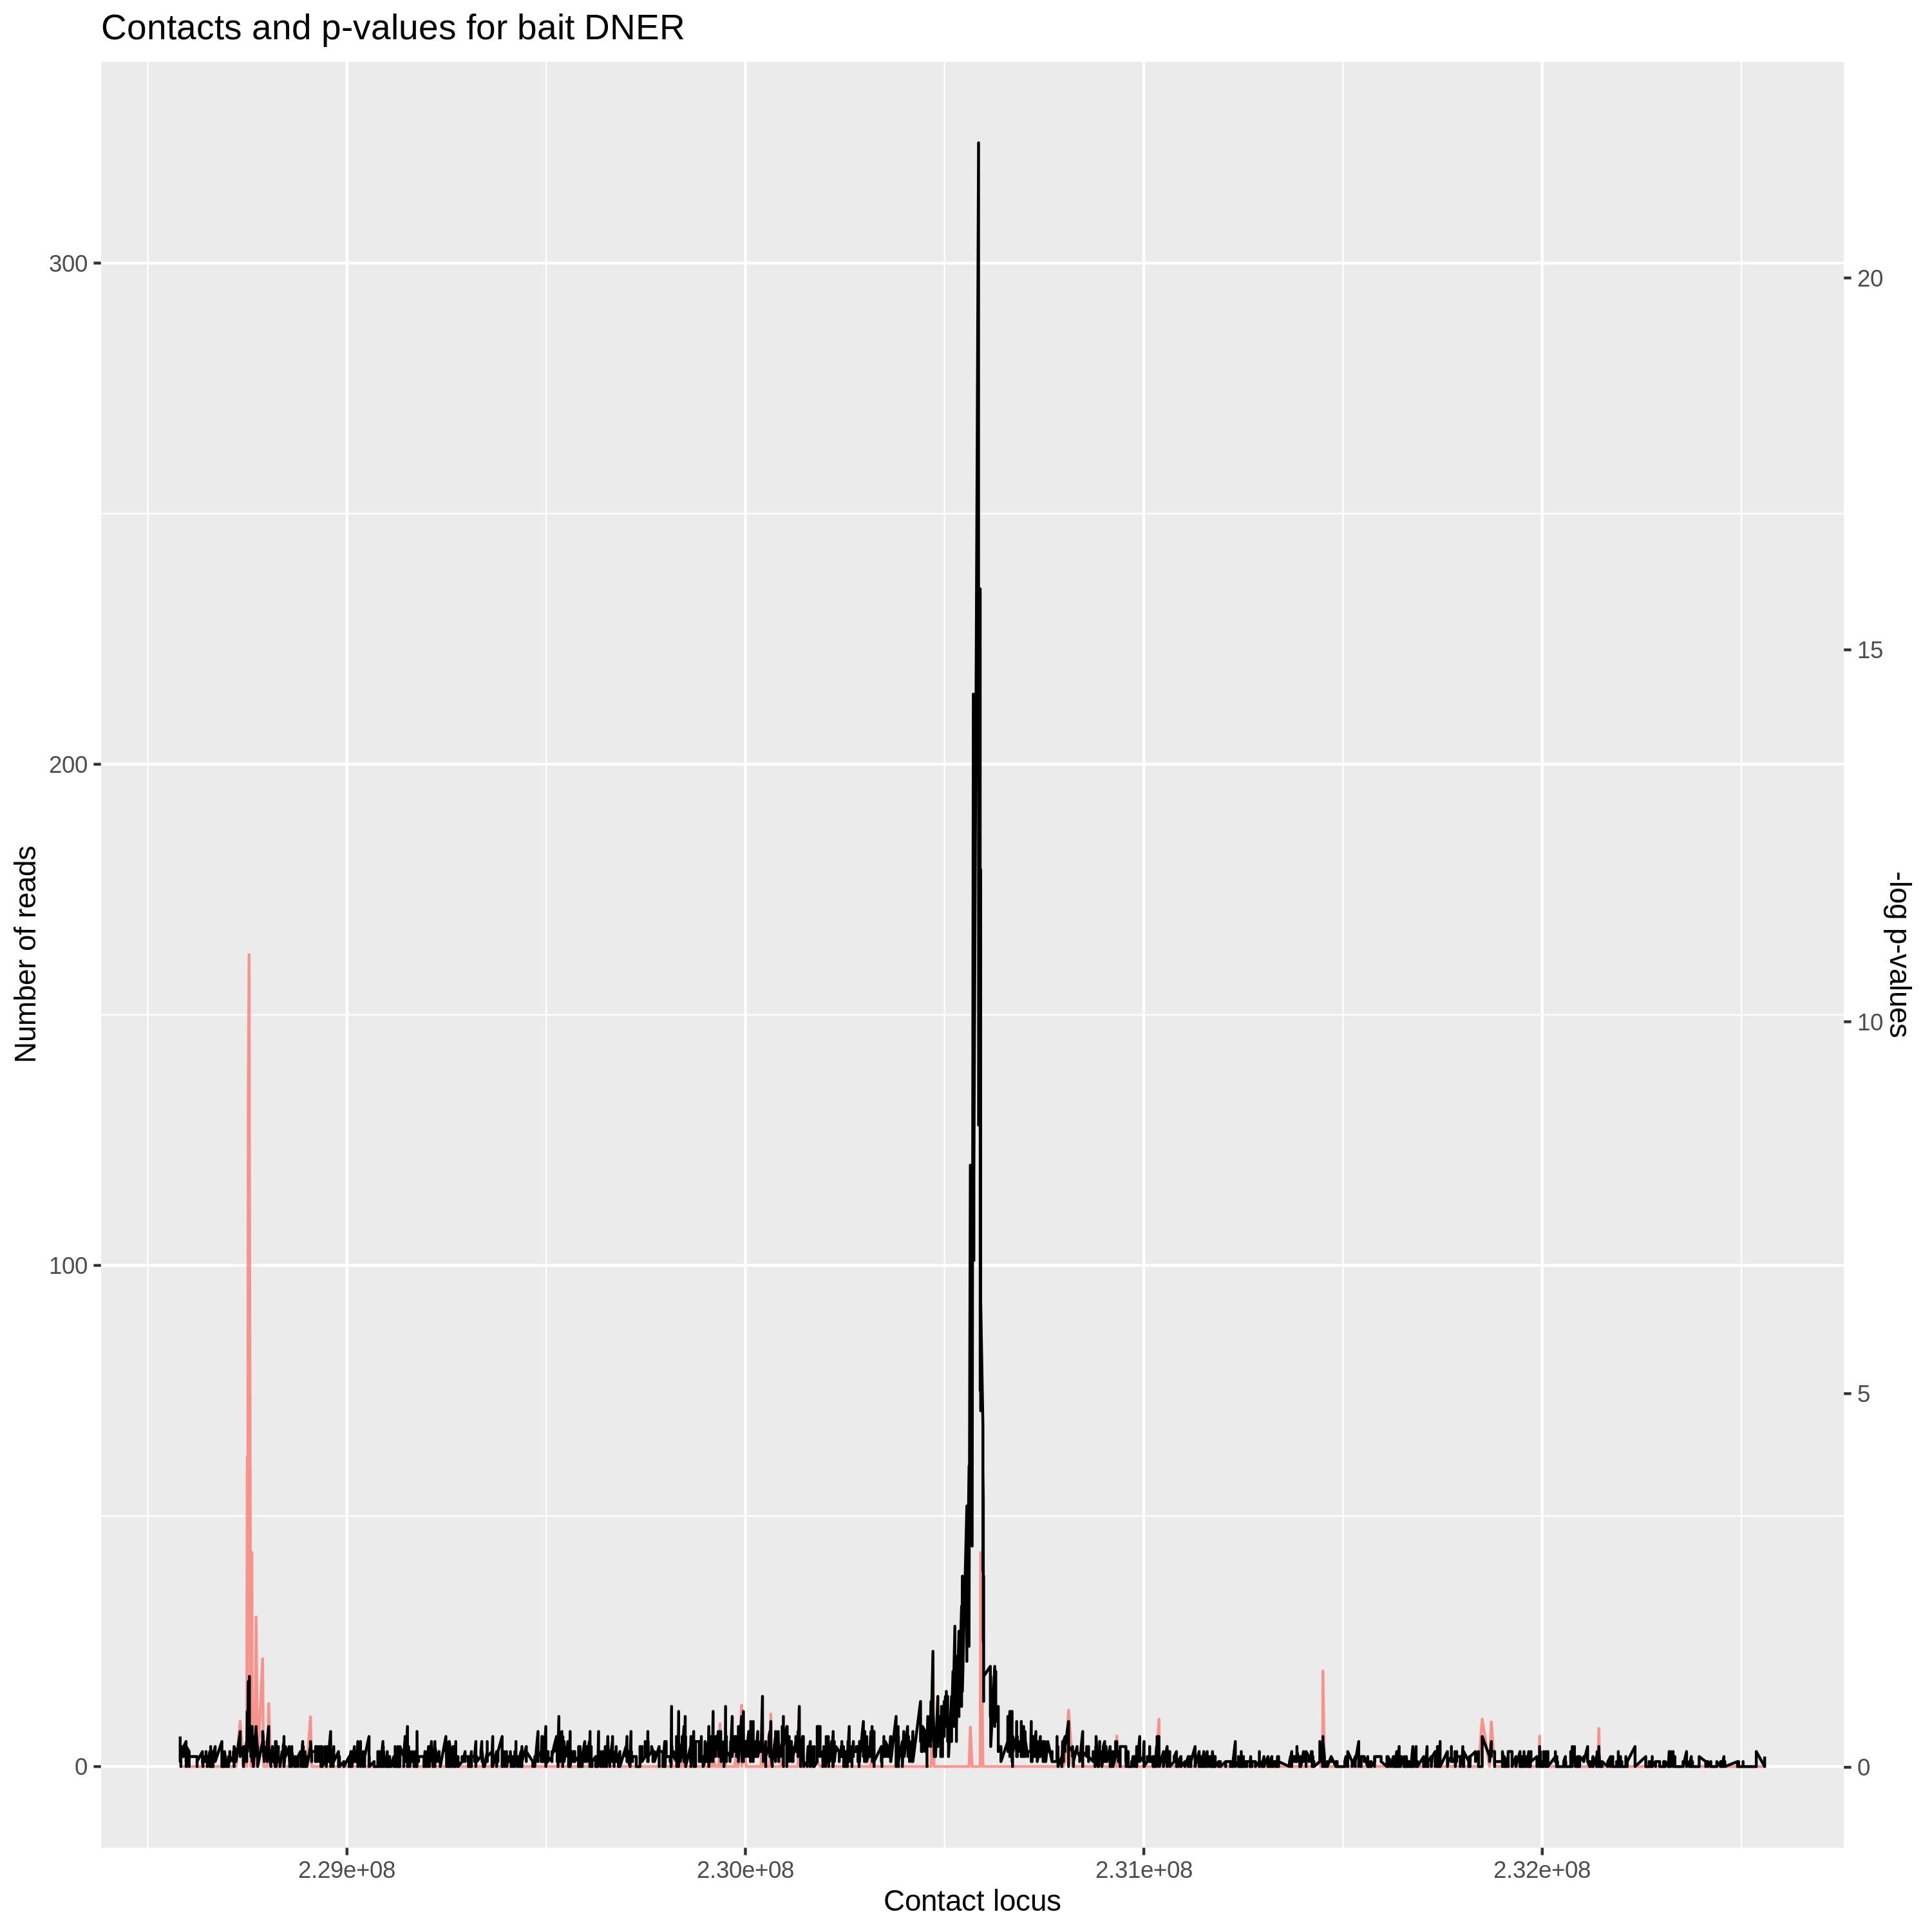 Contacts and p-values for bait DNER
300
200
100
0
Number of reads
20
15
10
5
0
-log p-values
2.29e+08
2.30e+08
2.31e+08
2.32e+08
Contact locus